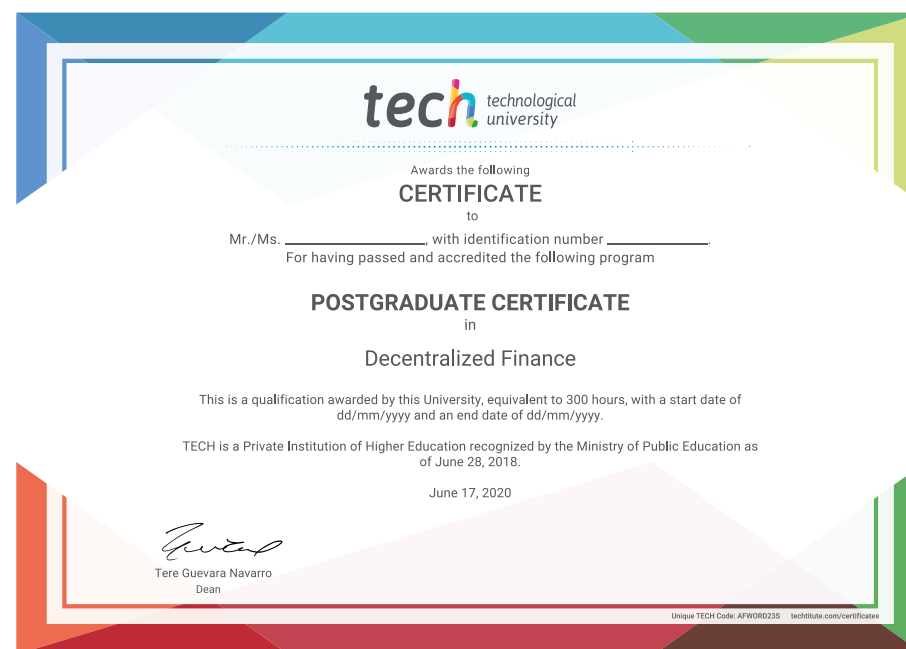 tech technological
university
Awards the following
CERTIFICATE
to
Mr./Ms. ____________________, with identification number ______________.
For having passed and accredited the following program
POSTGRADUATE CERTIFICATE
in
Decentralized Finance
This is a qualification awarded by this University, equivalent to 300 hours, with a start date of
dd/mm/yyyy and an end date of dd/mm/yyyy.
TECH is a Private Institution of Higher Education recognized by the Ministry of Public Education as
of June 28, 2018.
June 17, 2020
Tere Guevara Navarro
Dean
Unique TECH Code: AFWORD23S techtitute.com/certificates